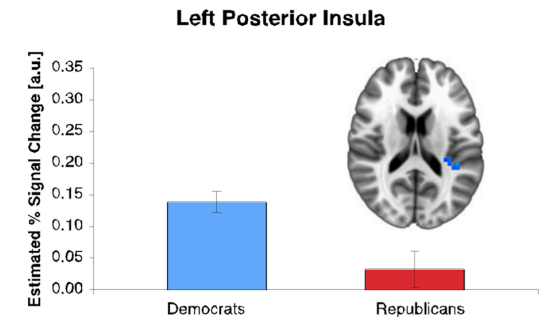 Left Posterior Insula
Estimated % Signal Change [a.u.]
0.35
0.30
0.25
0.20
0.15
0.10
0.05
0.00
Democrats
Republicans